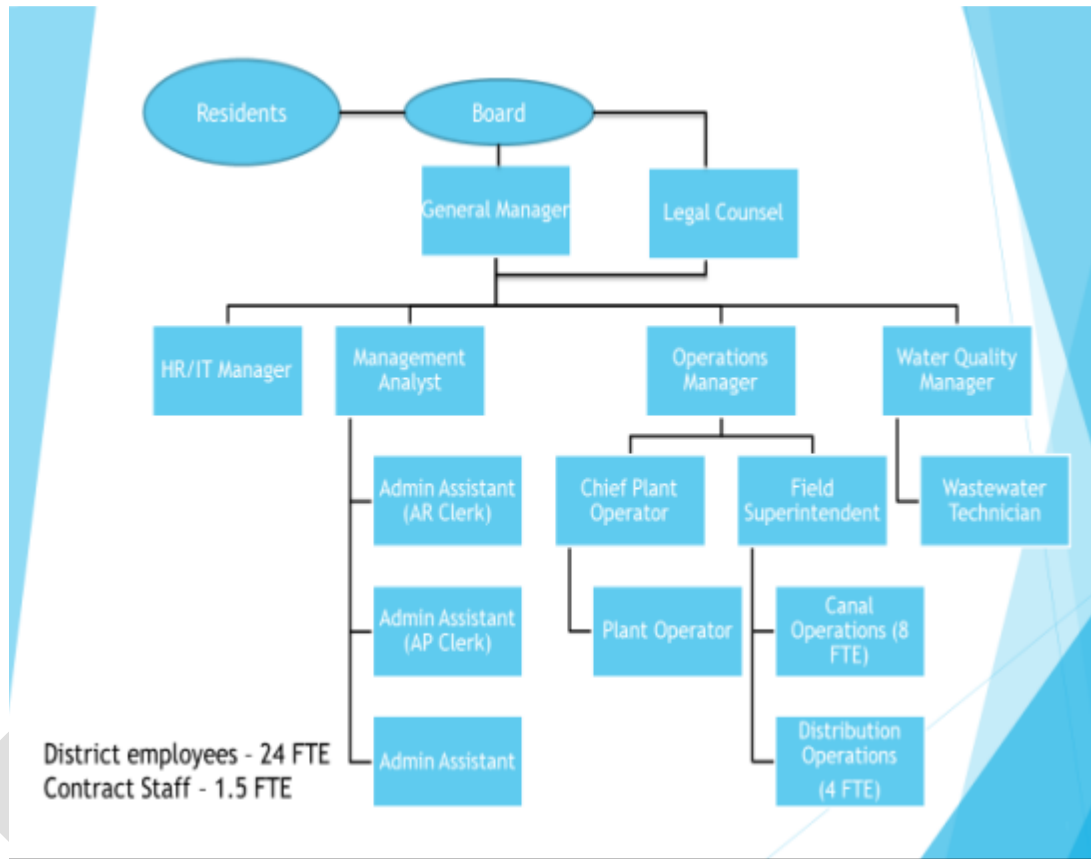 Residents
Board
General Manager
Legal Counsel
HR/IT Manager
Management
Analyst
Operations
Manager
Water Quality
Manager
Admin Assistant
(AR Clerk)
Chief Plant
Operator
Field
Superintendent
Wastewater
Technician
Admin Assistant
(AP Clerk)
Plant Operator
Canal
Operations (8
FTE)
Admin Assistant
Distribution
Operations
(4 FTE)
District employees - 24 FTE
Contract Staff - 1.5 FTE